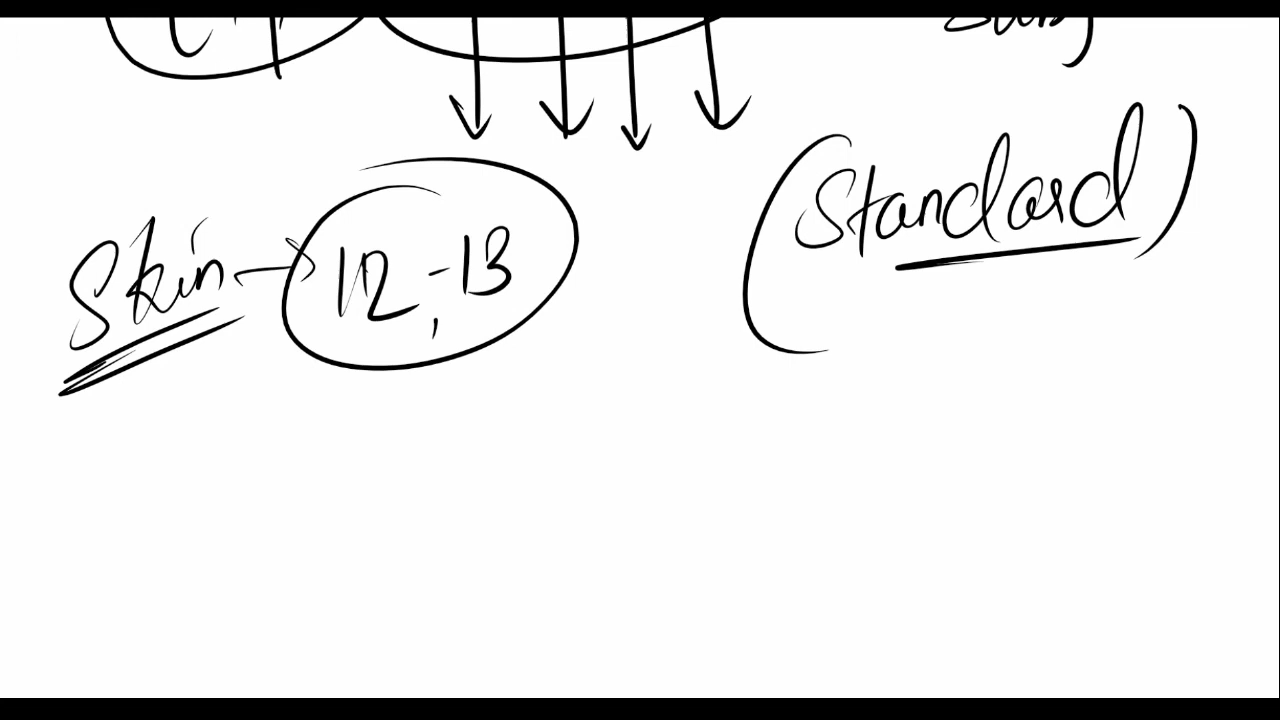 (Standard)
Skin → 12, -13